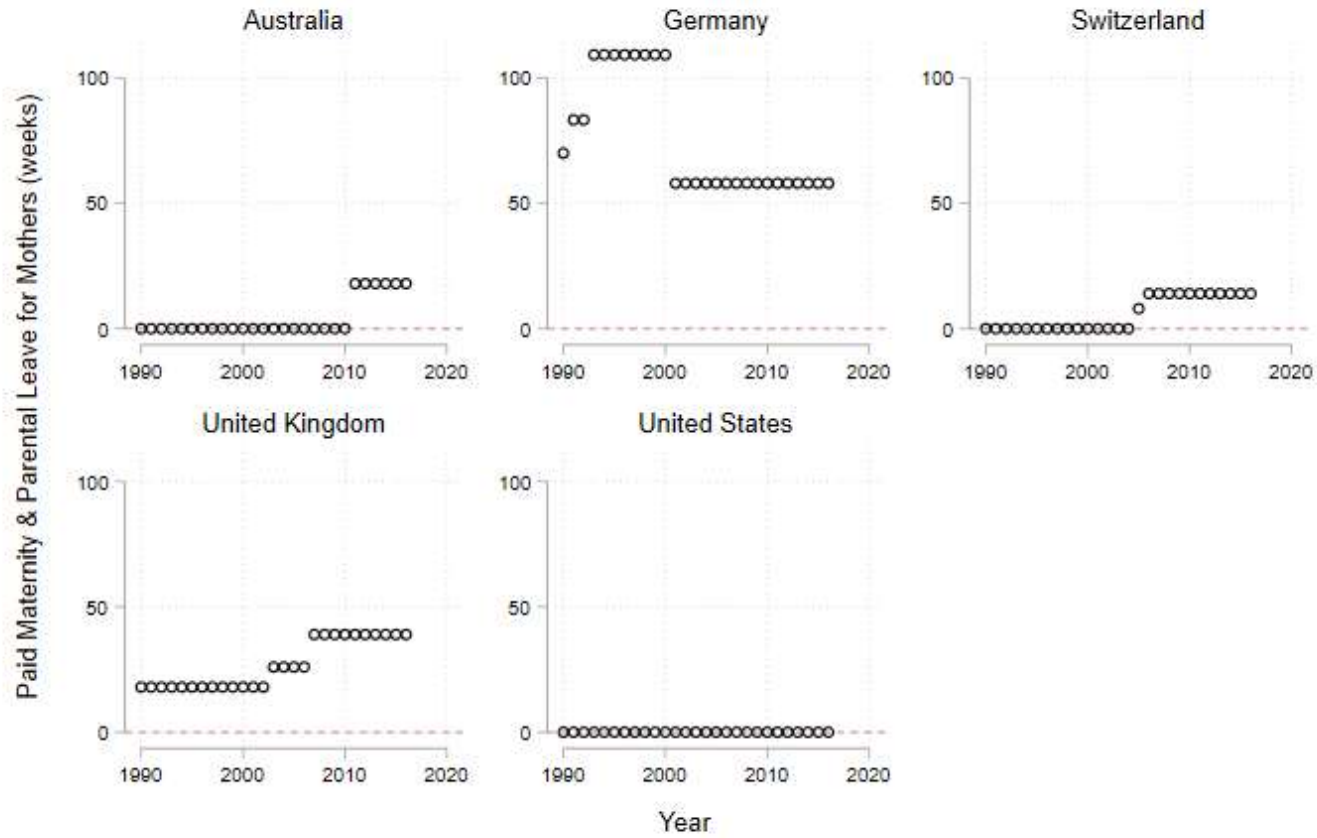 Australia
Germany
Switzerland
Paid Maternity & Parental Leave for Mothers (weeks)
100
50
0
1990 2000 2010 2020
100
50
0
1990 2000 2010 2020
100
50
0
1990 2000 2010 2020
United Kingdom
United States
100
50
0
1990 2000 2010 2020
100
50
0
1990 2000 2010 2020
Year